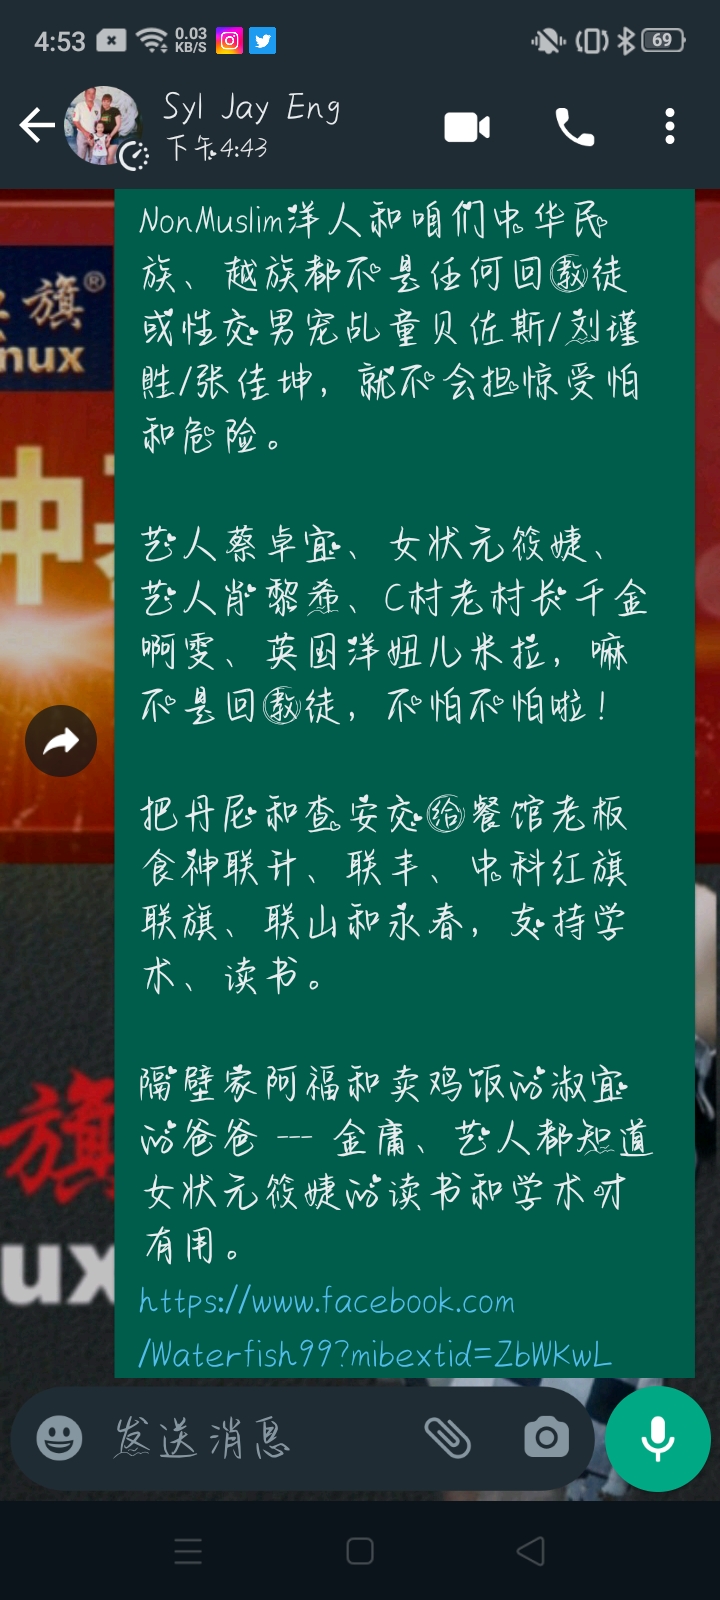 4:53
0.03
KB/S
69
Syl Jay Eng
下午4:43
旗®
nux
NonMuslim洋人和咱们中华民
族、越族都不是任何回教徒
或性交男宠乩童贝佐斯/刘瑾
胜/张佳坤，就不会担惊受怕
和危险。
艺人蔡卓宜、女状元筱婕、
艺人肖黎希、C村老村长千金
啊雯、英国洋妞儿米拉，嘛
不是回教徒，不怕不怕啦！
把丹尼和查安交给餐馆老板
食神联升、联丰、中科红旗
联旗、联山和永春，支持学
术、读书。
隔壁家阿福和卖鸡饭的淑宜
的爸爸 --- 金庸、艺人都知道
女状元筱婕的读书和学术才
有用。
https://www.facebook.com
/Waterfish99?mibextid=ZbWKwL
旗
ux
发送消息